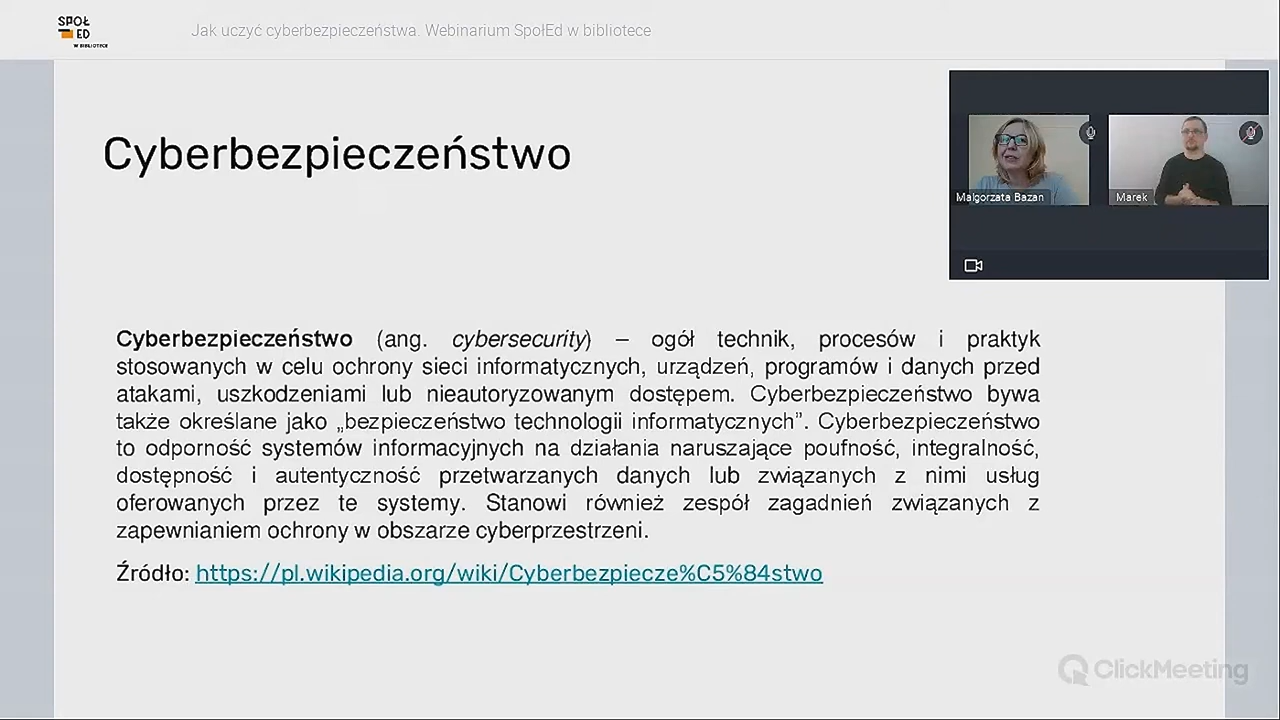 SPOŁ
ED
W BIBLIOTECE
Jak uczyć cyberbezpieczeństwa. Webinarium SpołEd w bibliotece
Cyberbezpieczeństwo
Malgorzata Bazan
Marek
Cyberbezpieczeństwo (ang. cybersecurity) – ogół technik, procesów i praktyk
stosowanych w celu ochrony sieci informatycznych, urządzeń, programów i danych przed
atakami, uszkodzeniami lub nieautoryzowanym dostępem. Cyberbezpieczeństwo bywa
także określane jako „bezpieczeństwo technologii informatycznych”. Cyberbezpieczeństwo
to odporność systemów informacyjnych na działania naruszające poufność, integralność,
dostępność i autentyczność przetwarzanych danych lub związanych z nimi usług
oferowanych przez te systemy. Stanowi również zespół zagadnień związanych z
zapewnianiem ochrony w obszarze cyberprzestrzeni.
Źródło: https://pl.wikipedia.org/wiki/Cyberbezpiecze%C5%84stwo
ClickMeeting